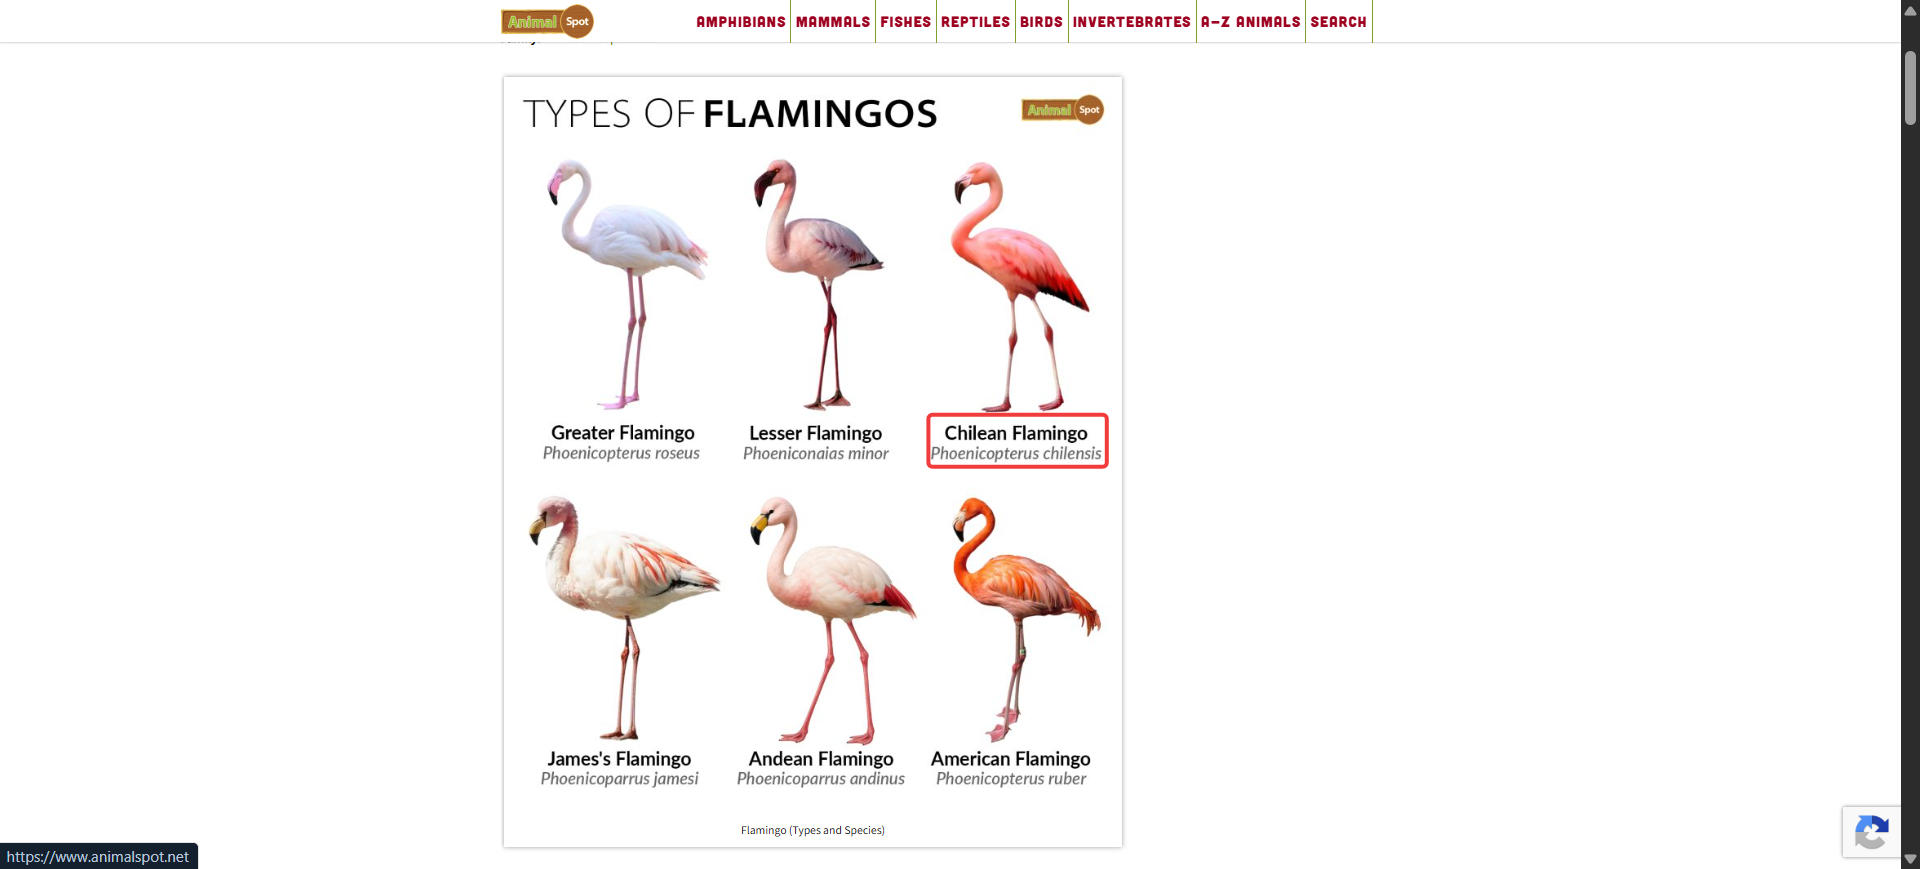 Animal Spot
AMPHIBIANS MAMMALS FISHES REPTILES BIRDS INVERTEBRATES A-Z ANIMALS SEARCH
TYPES OF FLAMINGOS
Animal Spot
Greater Flamingo
Phoenicopterus roseus
Lesser Flamingo
Phoeniconaias minor
Chilean Flamingo
Phoenicopterus chilensis
James's Flamingo
Phoenicoparrus jamesi
Andean Flamingo
Phoenicoparrus andinus
American Flamingo
Phoenicopterus ruber
Flamingo (Types and Species)
https://www.animalspot.net